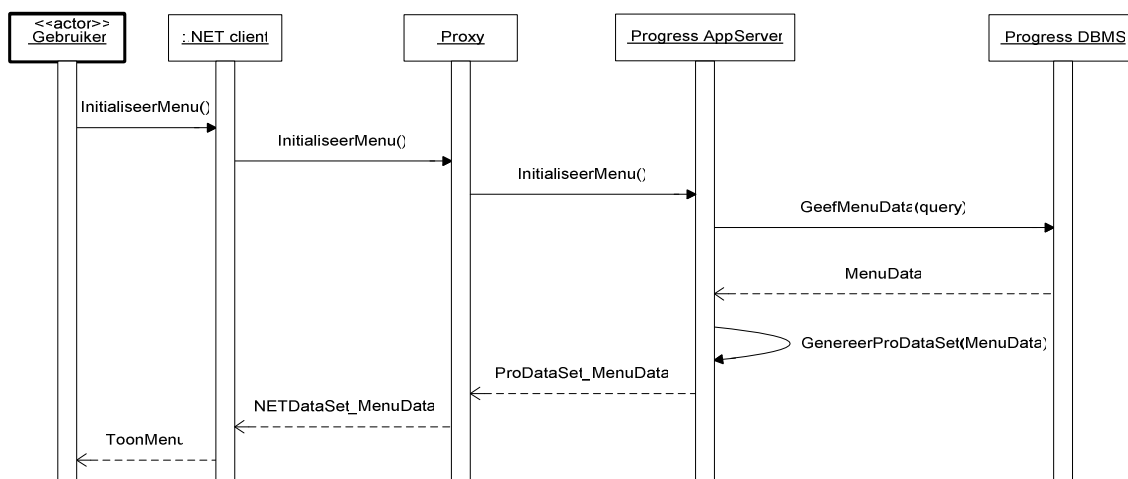 <<actor>>
Gebruiker
: .NET client
Proxy
Progress AppServer
Progress DBMS
InitialiseerMenu()
InitialiseerMenu()
InitialiseerMenu()
GeefMenuData(query)
MenuData
GenereerProDataSet(MenuData)
ProDataSet_MenuData
NETDataSet_MenuData
ToonMenu